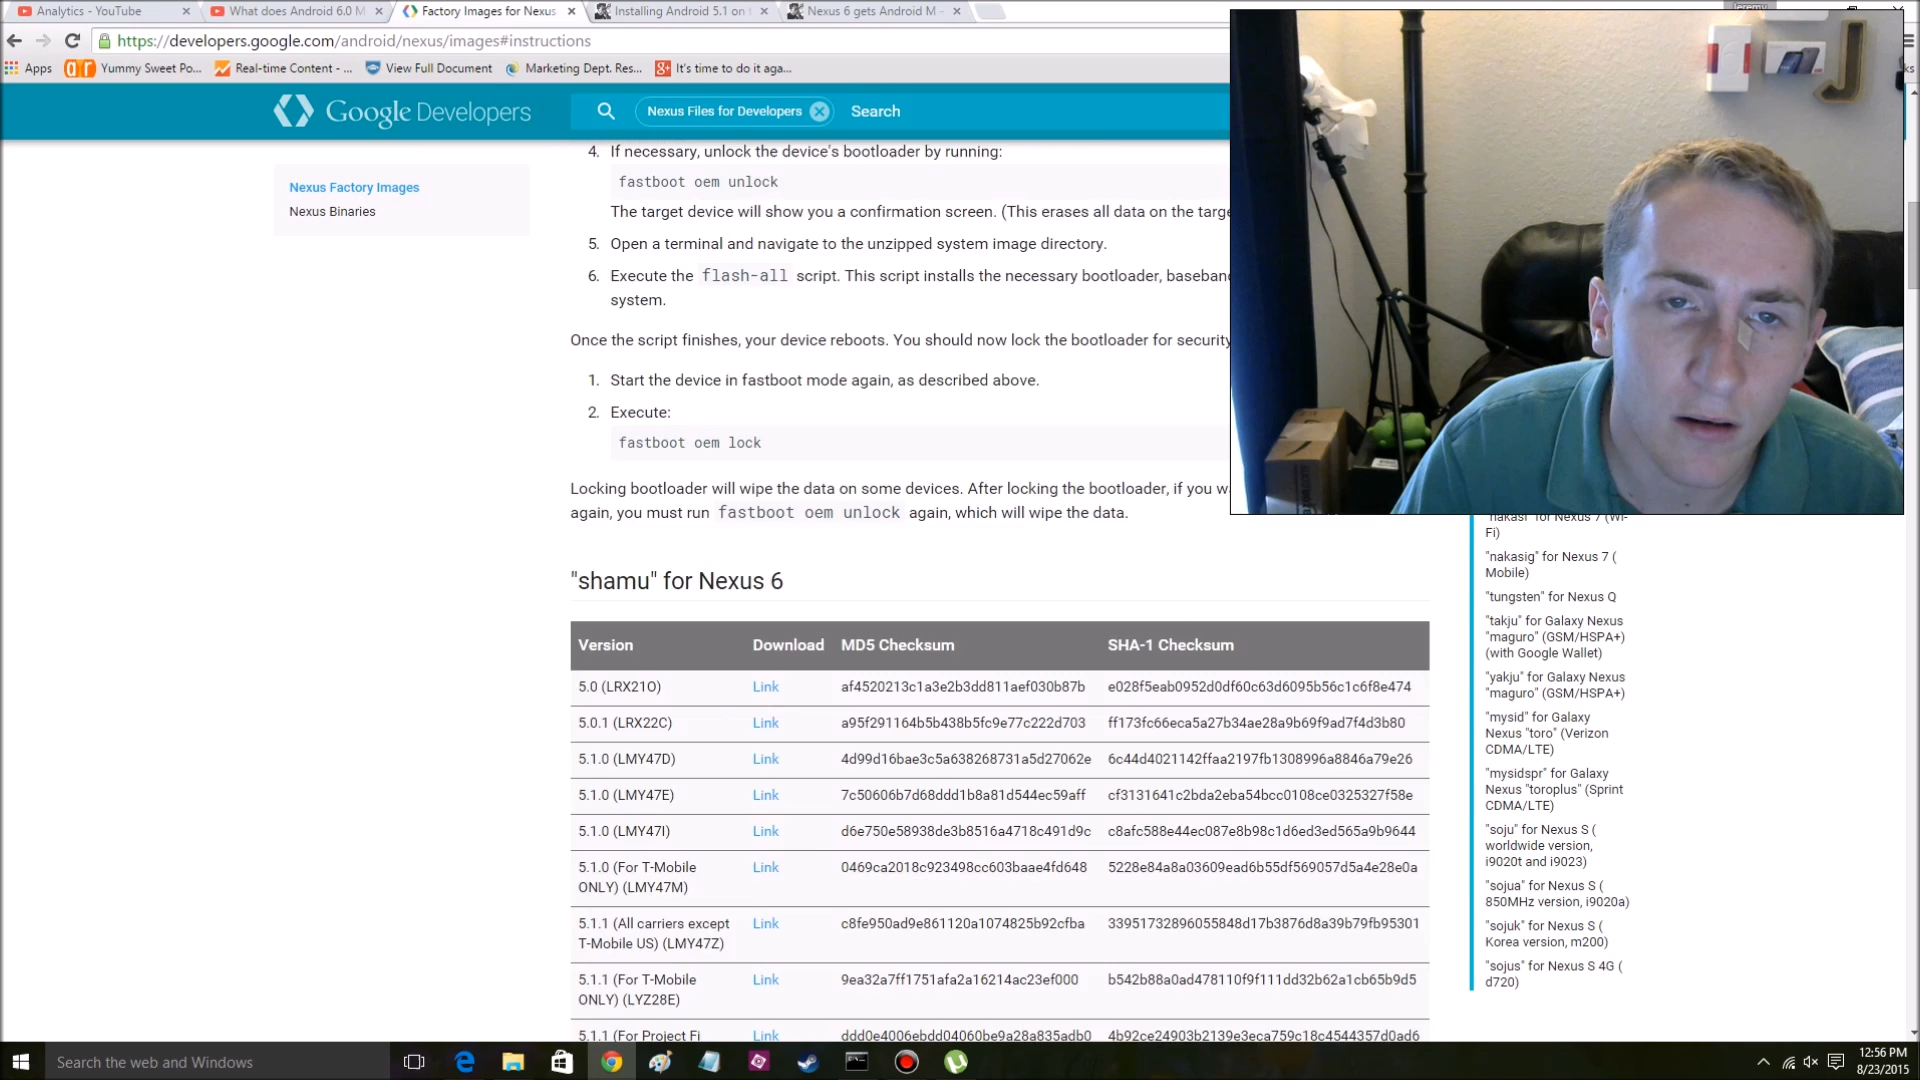 Analytics - YouTube
What does Android 6.0 M
Factory Images for Nexus
Installing Android 5.1 on
Nexus 6 gets Android M -
Jeremy
https://developers.google.com/android/nexus/images#instructions
Apps
Yummy Sweet Po...
Real-time Content - ...
View Full Document
Marketing Dept. Res...
It's time to do it aga...
Google Developers
Nexus Files for Developers
Search
Nexus Factory Images
Nexus Binaries
4. If necessary, unlock the device's bootloader by running:
fastboot oem unlock
The target device will show you a confirmation screen. (This erases all data on the targe
5. Open a terminal and navigate to the unzipped system image directory.
6. Execute the flash-all script. This script installs the necessary bootloader, baseband
system.
Once the script finishes, your device reboots. You should now lock the bootloader for security
1. Start the device in fastboot mode again, as described above.
2. Execute:
fastboot oem lock
Locking bootloader will wipe the data on some devices. After locking the bootloader, if you w
again, you must run fastboot oem unlock again, which will wipe the data.
"shamu" for Nexus 6
Version Download MD5 Checksum SHA-1 Checksum
5.0 (LRX21O) Link af4520213c1a3e2b3dd811aef030b87b e028f5eab0952d0df60c63d6095b56c1c6f8e474
5.0.1 (LRX22C) Link a95f291164b5b438b5fc9e77c222d703 ff173fc66eca5a27b34ae28a9b69f9ad7f4d3b80
5.1.0 (LMY47D) Link 4d99d16bae3c5a638268731a5d27062e 6c44d4021142ffaa2197fb1308996a8846a79e26
5.1.0 (LMY47E) Link 7c50606b7d68ddd1b8a81d544ec59aff cf3131641c2bda2eba54bcc0108ce0325327f58e
5.1.0 (LMY47I) Link d6e750e58938de3b8516a4718c491d9c c8afc588e44ec087e8b98c1d6ed3ed565a9b9644
5.1.0 (For T-Mobile Link 0469ca2018c923498cc603baae4fd648 5228e84a8a03609ead6b55df569057d5a4e28e0a
ONLY) (LMY47M)
5.1.1 (All carriers except Link c8fe950ad9e861120a1074825b92cfba 33951732896055848d17b3876d8a39b79fb95301
T-Mobile US) (LMY47Z)
5.1.1 (For T-Mobile Link 9ea32a7ff1751afa2a16214ac23ef000 b542b88a0ad478110f9f111dd32b62a1cb65b9d5
ONLY) (LYZ28E)
5.1.1 (For Project Fi Link ddd0e4006ebdd04060be9a28a835adb0 4b92ce24903b2139e3eca759c18c4544357d0ad6
"nakasi" for Nexus 7 (Wi-
Fi)
"nakasig" for Nexus 7 (
Mobile)
"tungsten" for Nexus Q
"takju" for Galaxy Nexus
"maguro" (GSM/HSPA+)
(with Google Wallet)
"yakju" for Galaxy Nexus
"maguro" (GSM/HSPA+)
"mysid" for Galaxy
Nexus "toro" (Verizon
CDMA/LTE)
"mysidspr" for Galaxy
Nexus "toroplus" (Sprint
CDMA/LTE)
"soju" for Nexus S (
worldwide version,
i9020t and i9023)
"sojua" for Nexus S (
850MHz version, i9020a)
"sojuk" for Nexus S (
Korea version, m200)
"sojus" for Nexus S 4G (
d720)
J
Search the web and Windows
12:56 PM
8/23/2015